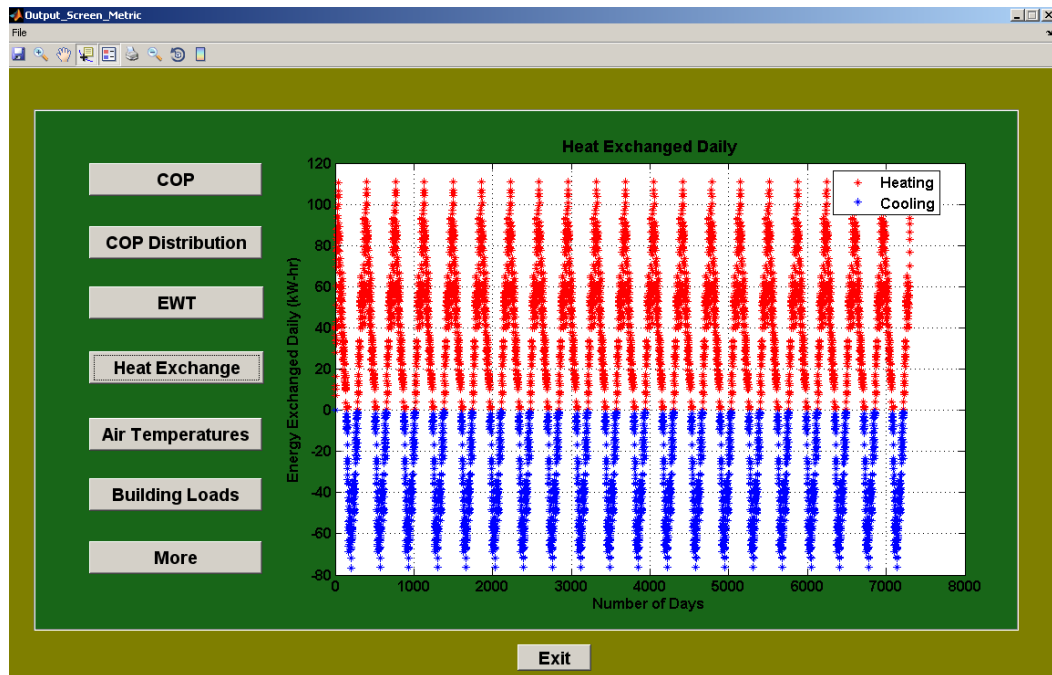 Output_Screen_Metric
File
COP
COP Distribution
EWT
Heat Exchange
Air Temperatures
Building Loads
More
Heat Exchanged Daily
Heating
Cooling
Energy Exchanged Daily (kW-hr)
120
100
80
60
40
20
0
-20
-40
-60
-80
0 1000 2000 3000 4000 5000 6000 7000 8000
Number of Days
Exit